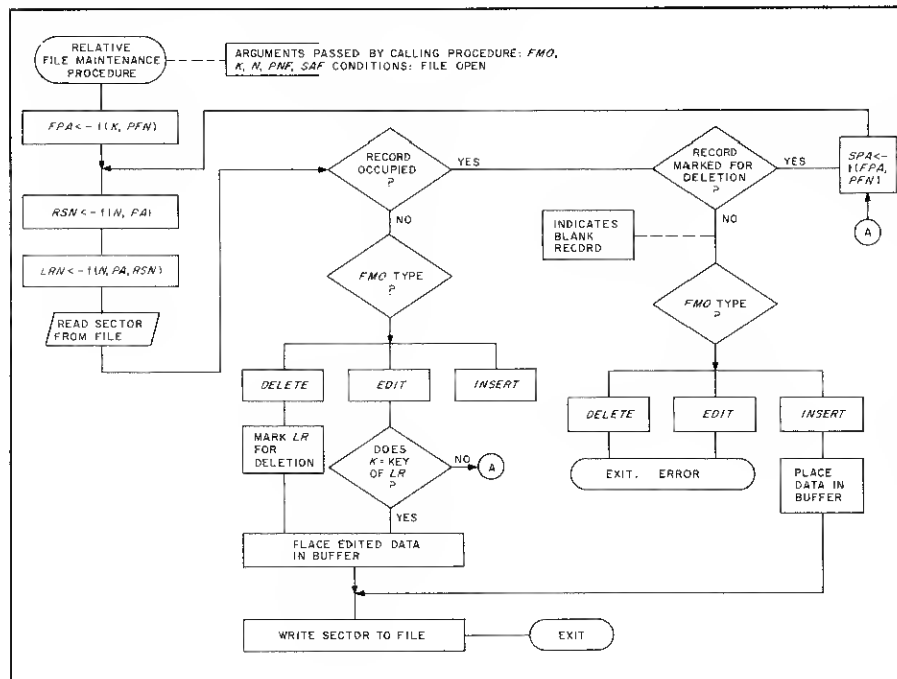 RELATIVE
FILE MAINTENANCE
PROCEDURE
ARGUMENTS PASSED BY CALLING PROCEDURE: FMO,
K, N, PNF, SAF CONDITIONS: FILE OPEN
FPA<-f(K, PFN)
RSN<-f(N, PA)
LRN<-f(N, PA, RSN)
READ SECTOR
FROM FILE
RECORD
OCCUPIED
?
YES
NO
RECORD
MARKED FOR
DELETION
?
YES
NO
SPA<-
f(FPA,
PFN)
A
INDICATES
BLANK
RECORD
FMO TYPE
?
FMO TYPE
?
DELETE
EDIT
INSERT
DELETE
EDIT
INSERT
MARK LR
FOR
DELETION
DOES
K=KEY
OF LR
?
NO
A
YES
EXIT. ERROR
PLACE
DATA IN
BUFFER
PLACE EDITED DATA
IN BUFFER
WRITE SECTOR TO FILE
EXIT